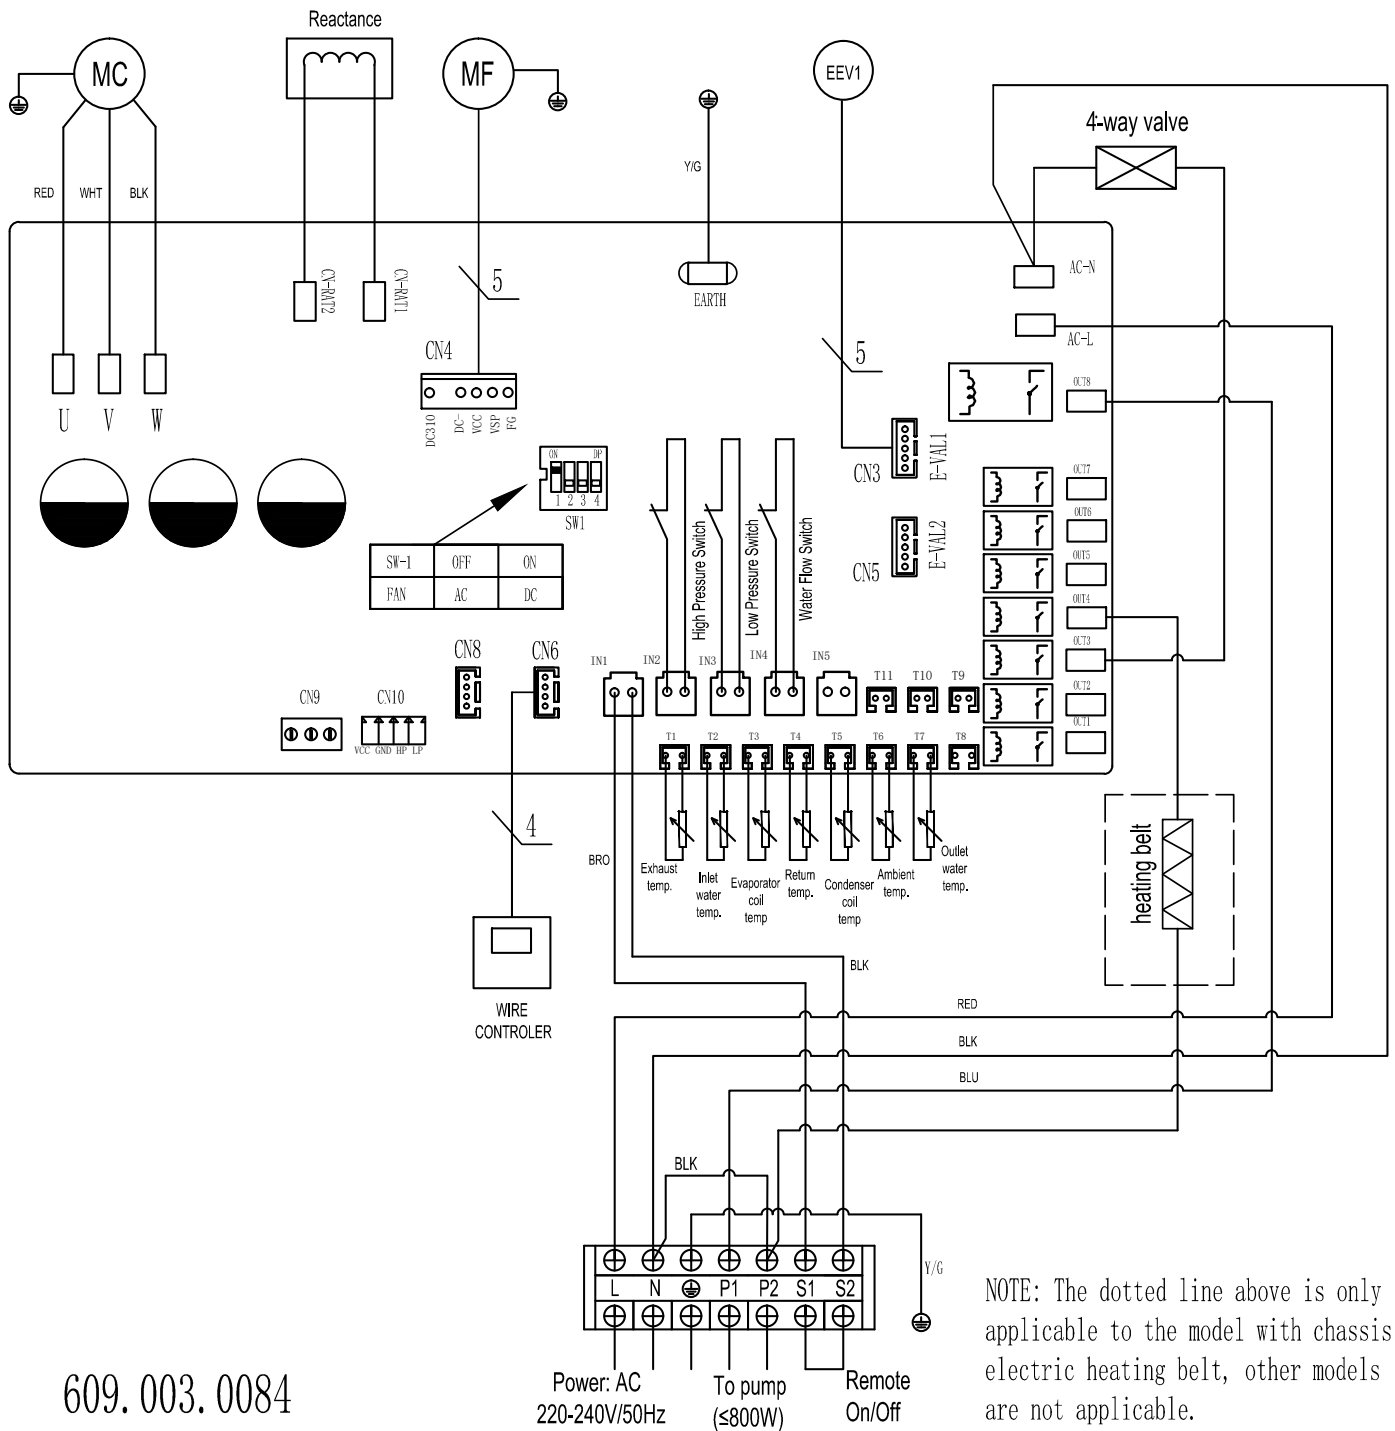 Reactance
MC
MF
EEV1
4-way valve
Y/G
RED
WHT
BLK
CN-RAT2
CN-RAT1
5
EARTH
AC-N
AC-L
CN4
5
OUT8
U
V
W
DC310
DC-
VCC
VSP
FG
ON
DP
1
2
3
4
SW1
CN3
E-VAL1
OUT7
OUT6
OUT5
OUT4
OUT3
OUT2
OUT1
CN5
E-VAL2
SW-1
OFF
ON
FAN
AC
DC
High Pressure Switch
Low Pressure Switch
Water Flow Switch
CN8
CN6
IN1
IN2
IN3
IN4
IN5
T11
T10
T9
CN9
CN10
VCC
GND
HP
LP
T1
T2
T3
T4
T5
T6
T7
T8
4
BRO
Exhaust
temp.
Inlet
water
temp.
Evaporator
coil
temp
Return
temp.
Condenser
coil
temp
Ambient
temp.
Outlet
water
temp.
heating belt
WIRE
CONTROLER
BLK
RED
BLK
BLU
BLK
Y/G
L
N
P1
P2
S1
S2
Power: AC
220-240V/50Hz
To pump
(≤800W)
Remote
On/Off
609.003.0084
NOTE: The dotted line above is only
applicable to the model with chassis
electric heating belt, other models
are not applicable.